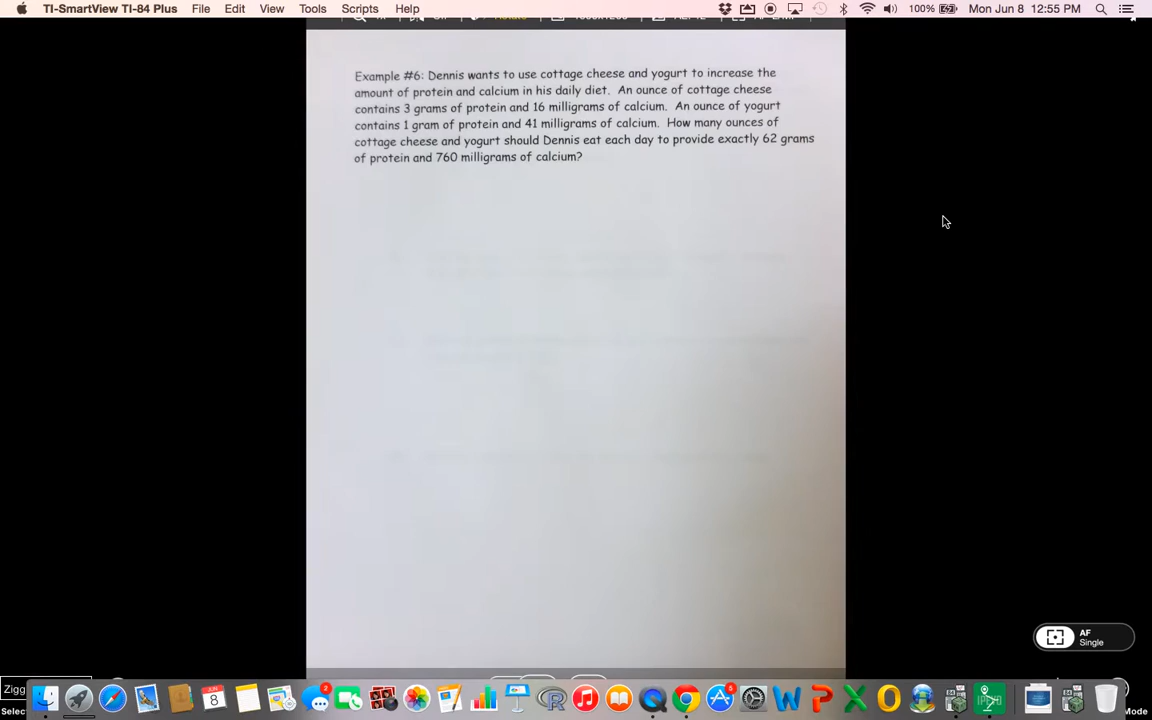 TI-SmartView TI-84 Plus File Edit View Tools Scripts Help 100% Mon Jun 8 12:55 PM
Example #6: Dennis wants to use cottage cheese and yogurt to increase the
amount of protein and calcium in his daily diet. An ounce of cottage cheese
contains 3 grams of protein and 16 milligrams of calcium. An ounce of yogurt
contains 1 gram of protein and 41 milligrams of calcium. How many ounces of
cottage cheese and yogurt should Dennis eat each day to provide exactly 62 grams
of protein and 760 milligrams of calcium?
AF
Single
Zigg
Selec
Mode